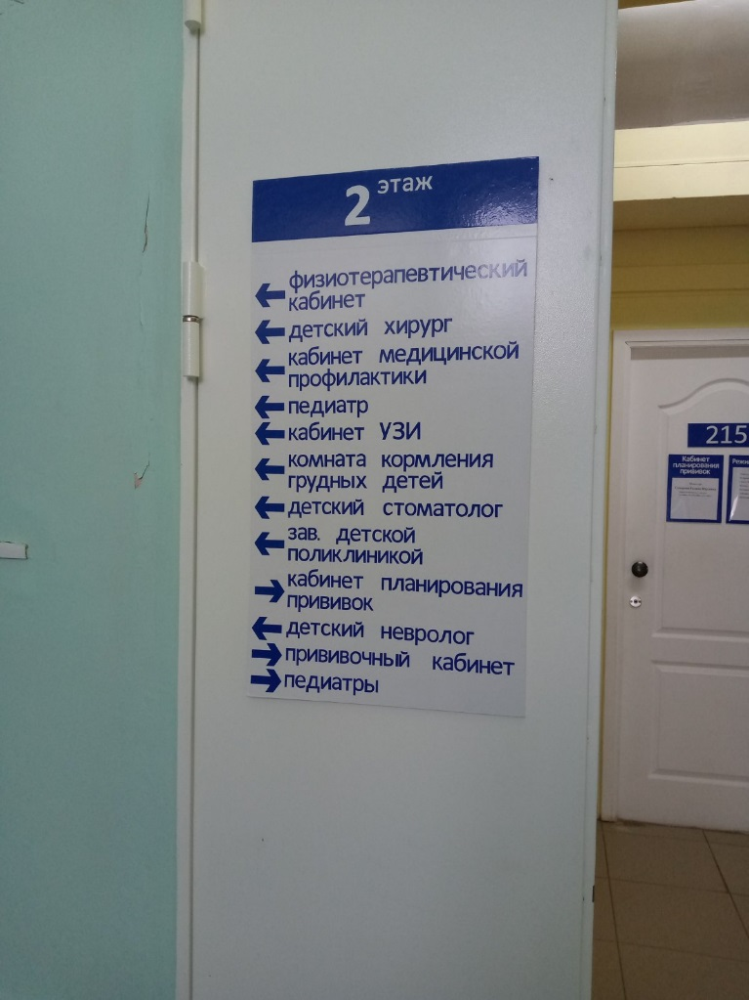 2 этаж
физиотерапевтический
кабинет
детский хирург
кабинет медицинской
профилактики
педиатр
кабинет УЗИ
комната кормления
грудных детей
детский стоматолог
зав. детской
поликлиникой
кабинет планирования
прививок
детский невролог
прививочный кабинет
педиатры
215
Кабинет
планирования
прививок